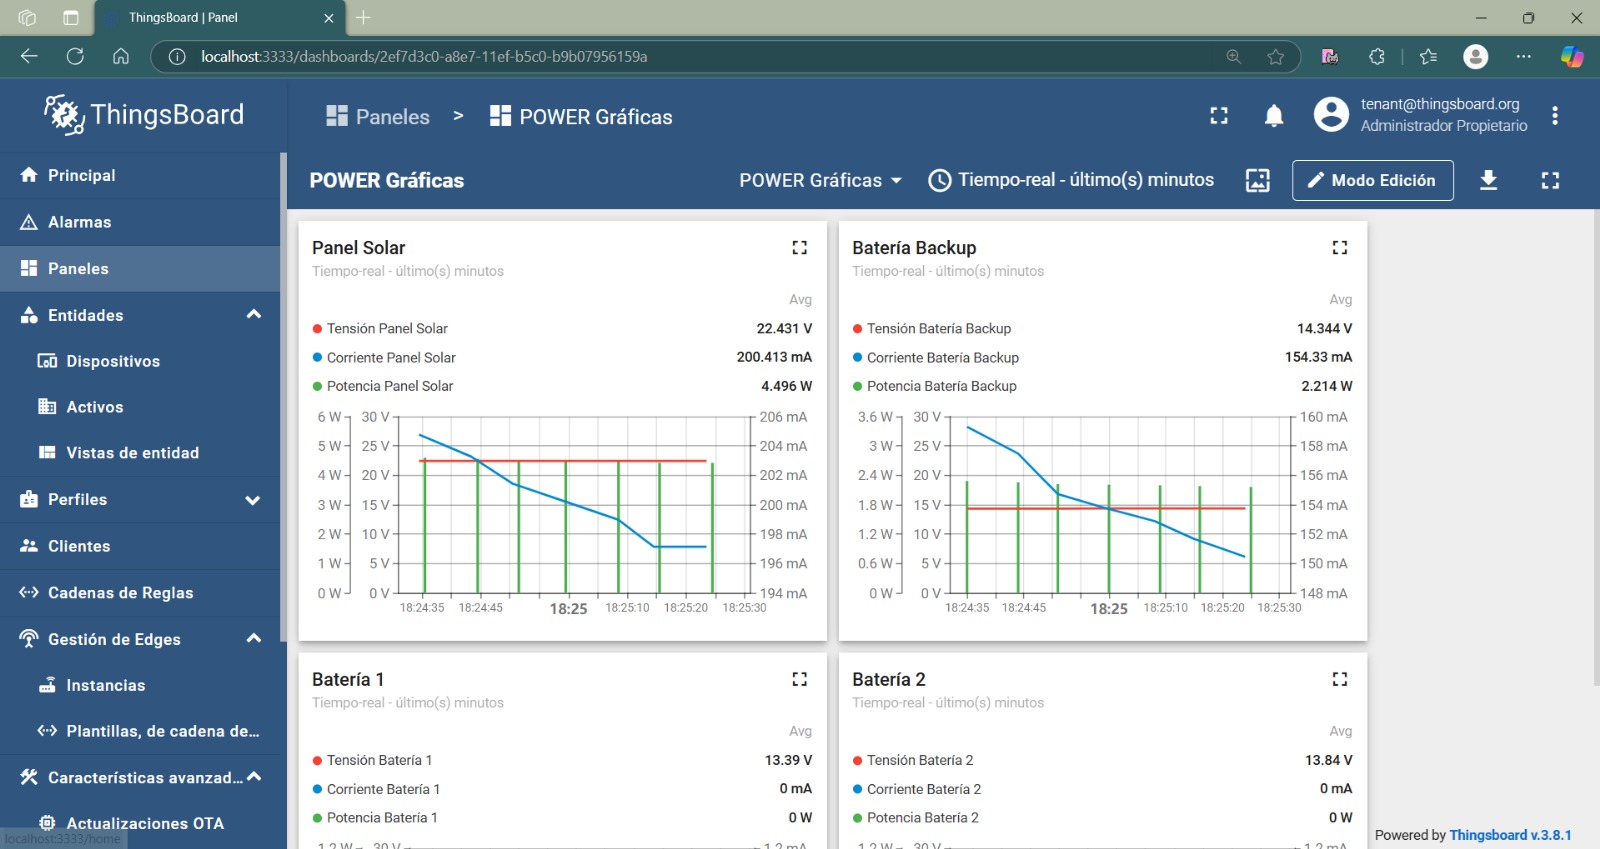 ThingsBoard | Panel
localhost:3333/dashboards/2ef7d3c0-a8e7-11ef-b5c0-b9b07956159a
ThingsBoard
Paneles > POWER Gráficas
tenant@thingsboard.org
Administrador Propietario
POWER Gráficas
POWER Gráficas
Tiempo-real - último(s) minutos
Modo Edición
Principal
Alarmas
Paneles
Entidades
Dispositivos
Activos
Vistas de entidad
Perfiles
Clientes
Cadenas de Reglas
Gestión de Edges
Instancias
Plantillas, de cadena de...
Características avanzad...
Actualizaciones OTA
localhost:3333/home
Panel Solar
Tiempo-real - último(s) minutos
Avg
Tensión Panel Solar 22.431 V
Corriente Panel Solar 200.413 mA
Potencia Panel Solar 4.496 W
6 W 30 V 206 mA
5 W 25 V 204 mA
4 W 20 V 202 mA
3 W 15 V 200 mA
2 W 10 V 198 mA
1 W 5 V 196 mA
0 W 0 V 194 mA
18:24:35 18:24:45 18:25 18:25:10 18:25:20 18:25:30
Batería Backup
Tiempo-real - último(s) minutos
Avg
Tensión Batería Backup 14.344 V
Corriente Batería Backup 154.33 mA
Potencia Batería Backup 2.214 W
3.6 W 30 V 160 mA
3 W 25 V 158 mA
2.4 W 20 V 156 mA
1.8 W 15 V 154 mA
1.2 W 10 V 152 mA
0.6 W 5 V 150 mA
0 W 0 V 148 mA
18:24:35 18:24:45 18:25 18:25:10 18:25:20 18:25:30
Batería 1
Tiempo-real - último(s) minutos
Avg
Tensión Batería 1 13.39 V
Corriente Batería 1 0 mA
Potencia Batería 1 0 W
1.2 W 30 V 1.2 mA
Batería 2
Tiempo-real - último(s) minutos
Avg
Tensión Batería 2 13.84 V
Corriente Batería 2 0 mA
Potencia Batería 2 0 W
1.2 W 30 V 1.2 mA
Powered by Thingsboard v.3.8.1